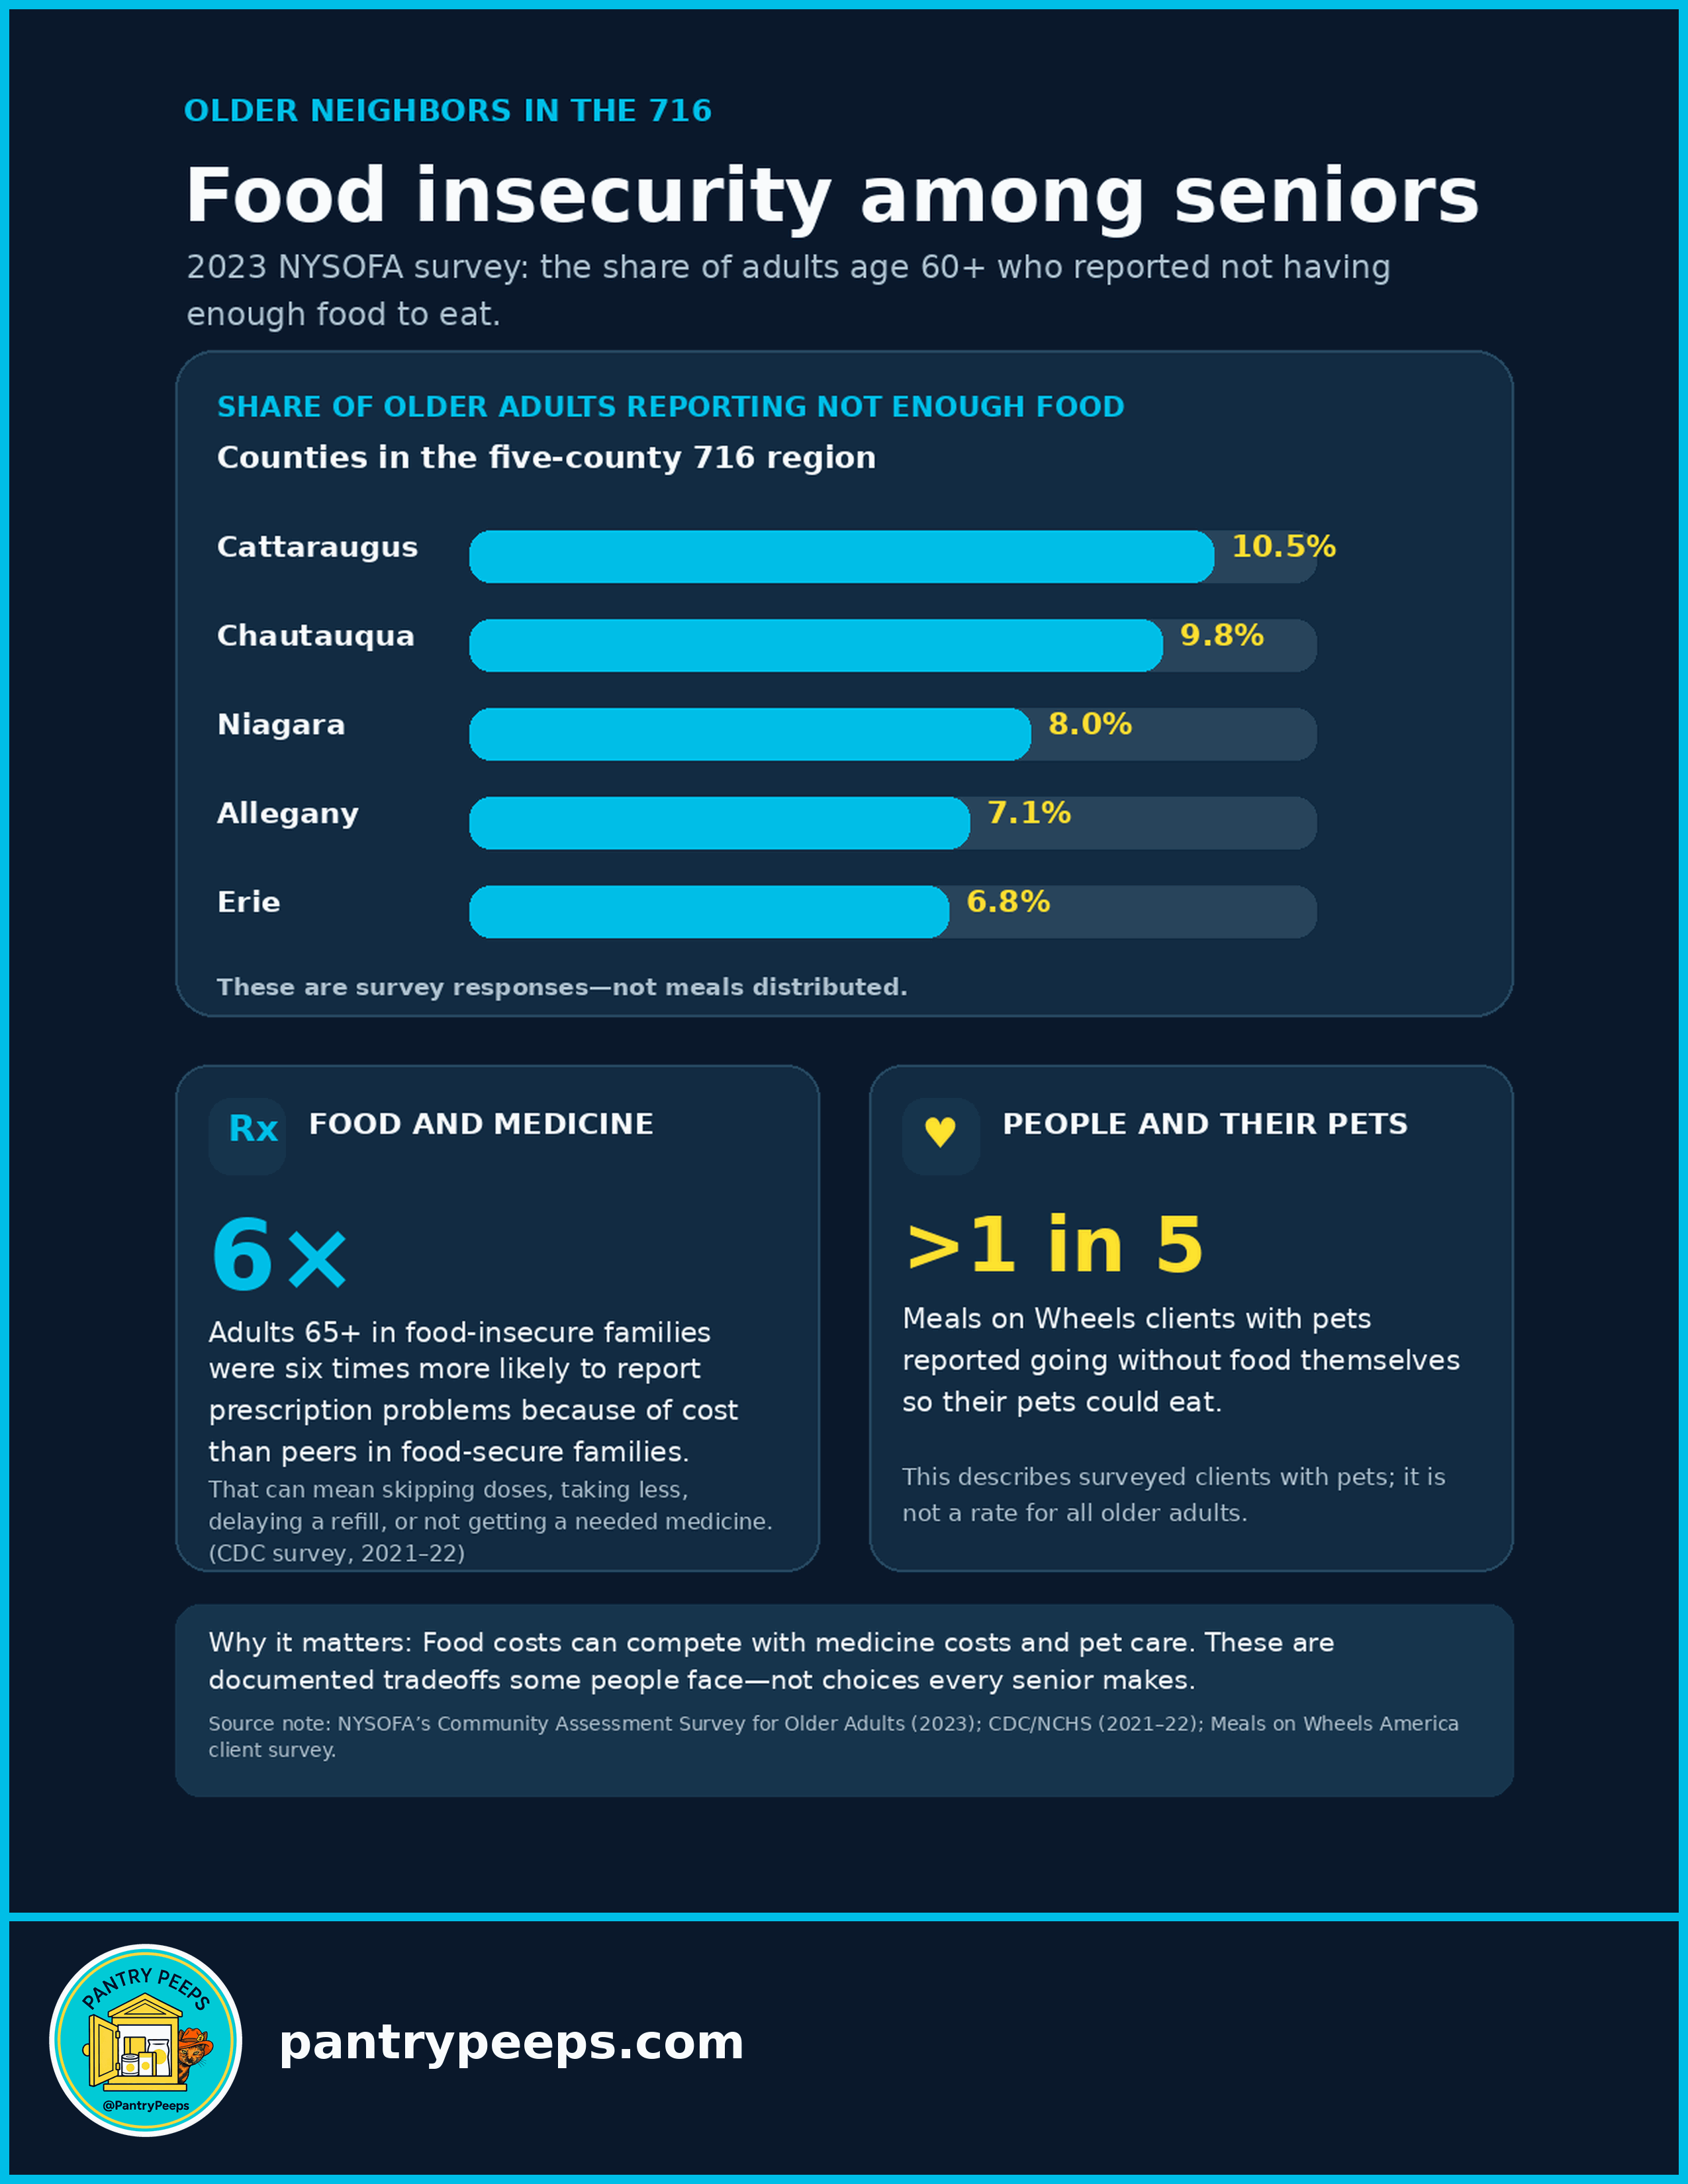 OLDER NEIGHBORS IN THE 716
Food insecurity among seniors
2023 NYSOFA survey: the share of adults age 60+ who reported not having
enough food to eat.
SHARE OF OLDER ADULTS REPORTING NOT ENOUGH FOOD
Counties in the five-county 716 region
Cattaraugus 10.5%
Chautauqua 9.8%
Niagara 8.0%
Allegany 7.1%
Erie 6.8%
These are survey responses—not meals distributed.
Rx FOOD AND MEDICINE
6×
Adults 65+ in food-insecure families
were six times more likely to report
prescription problems because of cost
than peers in food-secure families.
That can mean skipping doses, taking less,
delaying a refill, or not getting a needed medicine.
(CDC survey, 2021–22)
♥ PEOPLE AND THEIR PETS
>1 in 5
Meals on Wheels clients with pets
reported going without food themselves
so their pets could eat.
This describes surveyed clients with pets; it is
not a rate for all older adults.
Why it matters: Food costs can compete with medicine costs and pet care. These are
documented tradeoffs some people face—not choices every senior makes.
Source note: NYSOFA’s Community Assessment Survey for Older Adults (2023); CDC/NCHS (2021–22); Meals on Wheels America
client survey.
PANTRY PEEPS
@PantryPeeps
pantrypeeps.com